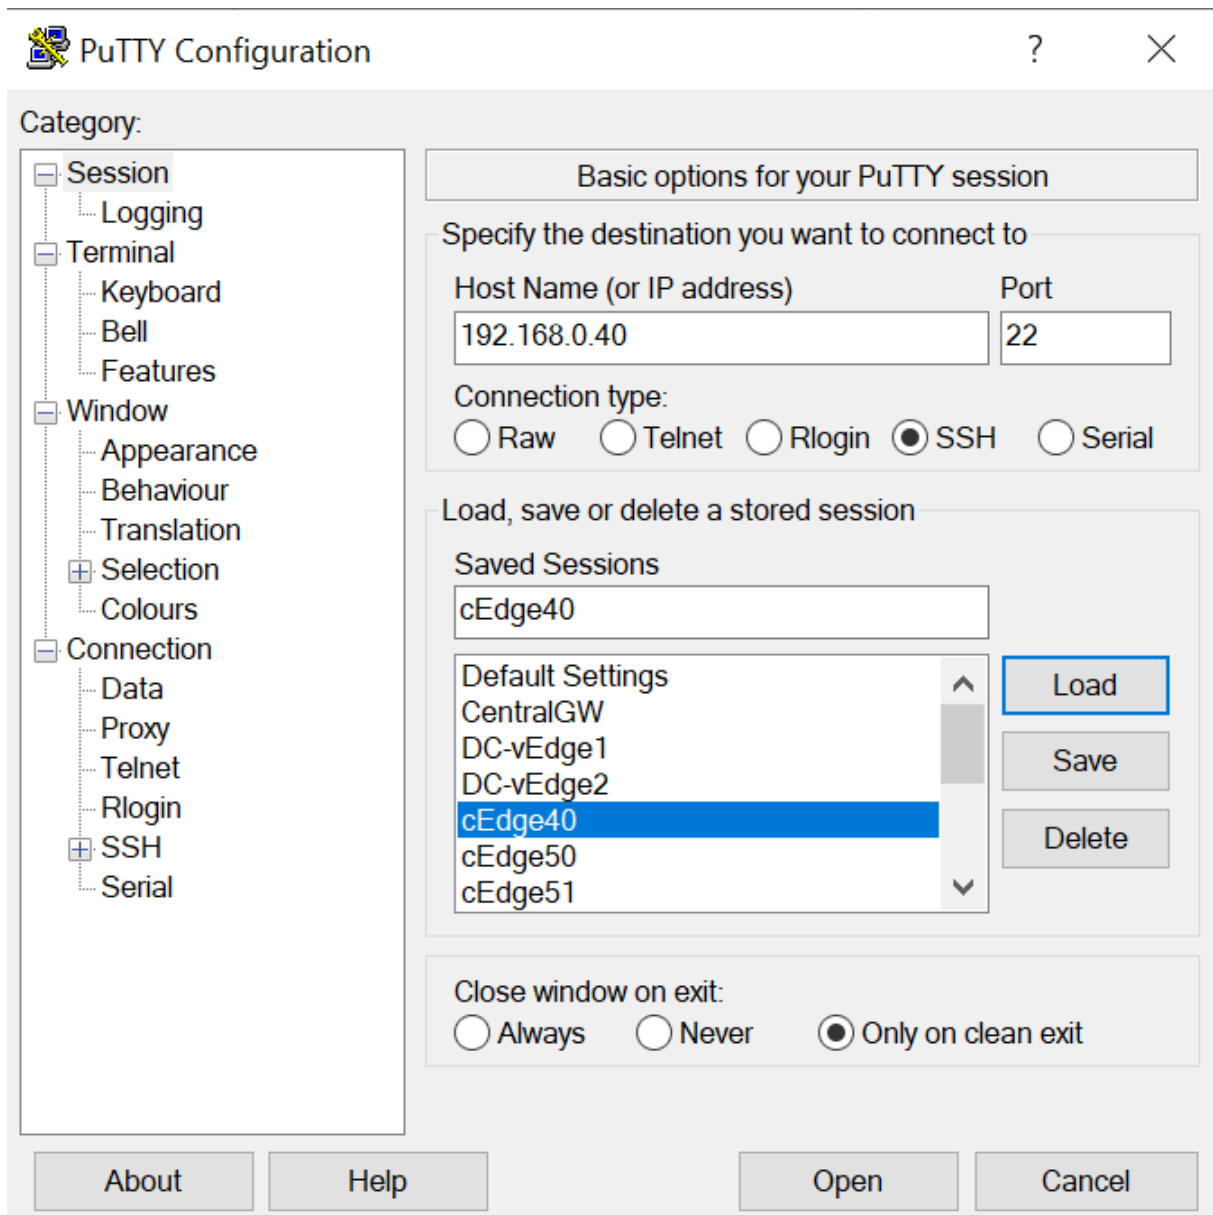 PuTTY Configuration
?
Category:
Session
Logging
Terminal
Keyboard
Bell
Features
Window
Appearance
Behaviour
Translation
Selection
Colours
Connection
Data
Proxy
Telnet
Rlogin
SSH
Serial
Basic options for your PuTTY session
Specify the destination you want to connect to
Host Name (or IP address) Port
192.168.0.40 22
Connection type:
Raw Telnet Rlogin SSH Serial
Load, save or delete a stored session
Saved Sessions
cEdge40
Default Settings
CentralGW
DC-vEdge1
DC-vEdge2
cEdge40
cEdge50
cEdge51
Load
Save
Delete
Close window on exit:
Always Never Only on clean exit
About Help Open Cancel